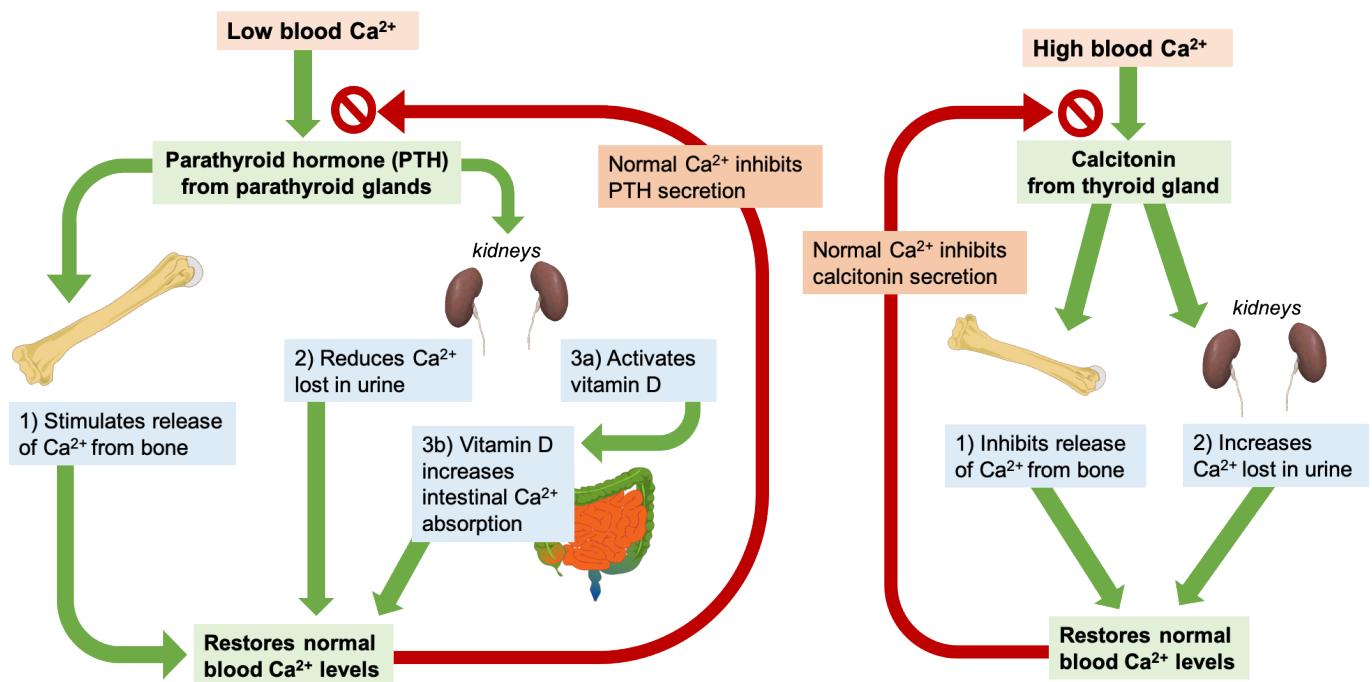 Low blood Ca²⁺
Parathyroid hormone (PTH)
from parathyroid glands
Normal Ca²⁺ inhibits
PTH secretion
kidneys
2) Reduces Ca²⁺
lost in urine
3a) Activates
vitamin D
1) Stimulates release
of Ca²⁺ from bone
3b) Vitamin D
increases
intestinal Ca²⁺
absorption
Restores normal
blood Ca²⁺ levels
High blood Ca²⁺
Calcitonin
from thyroid gland
Normal Ca²⁺ inhibits
calcitonin secretion
kidneys
1) Inhibits release
of Ca²⁺ from bone
2) Increases
Ca²⁺ lost in urine
Restores normal
blood Ca²⁺ levels